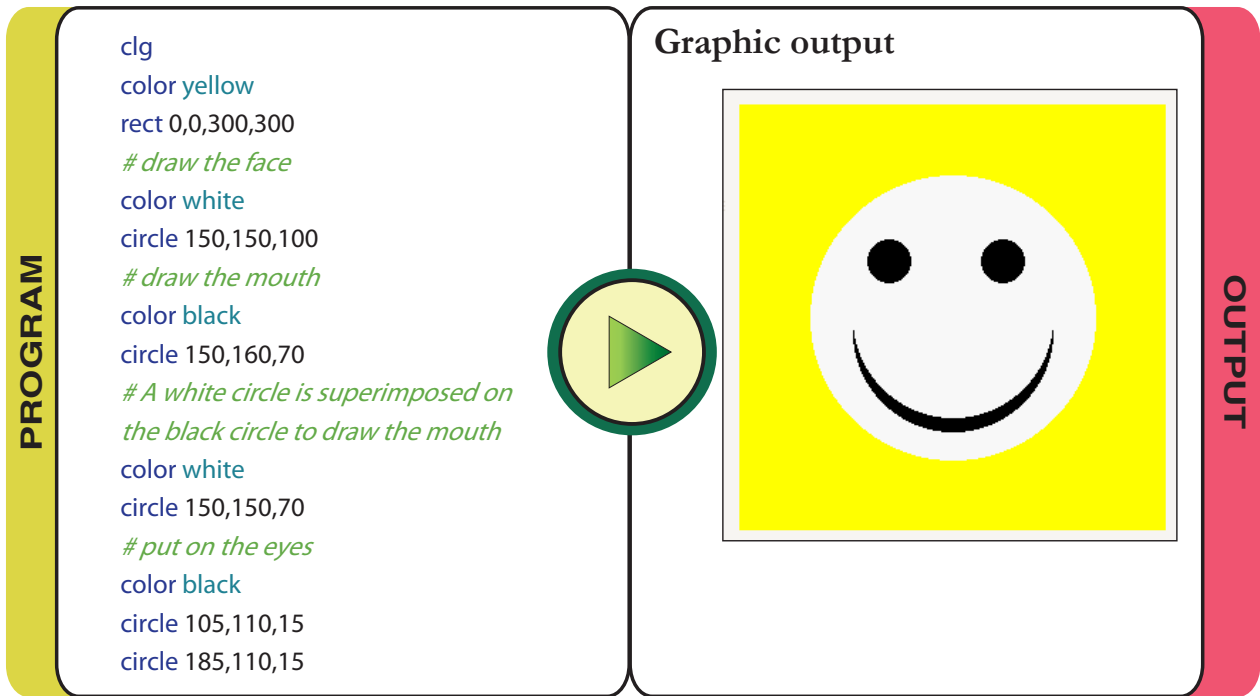 PROGRAM
clg
color yellow
rect 0,0,300,300
# draw the face
color white
circle 150,150,100
# draw the mouth
color black
circle 150,160,70
# A white circle is superimposed on
the black circle to draw the mouth
color white
circle 150,150,70
# put on the eyes
color black
circle 105,110,15
circle 185,110,15
Graphic output
OUTPUT